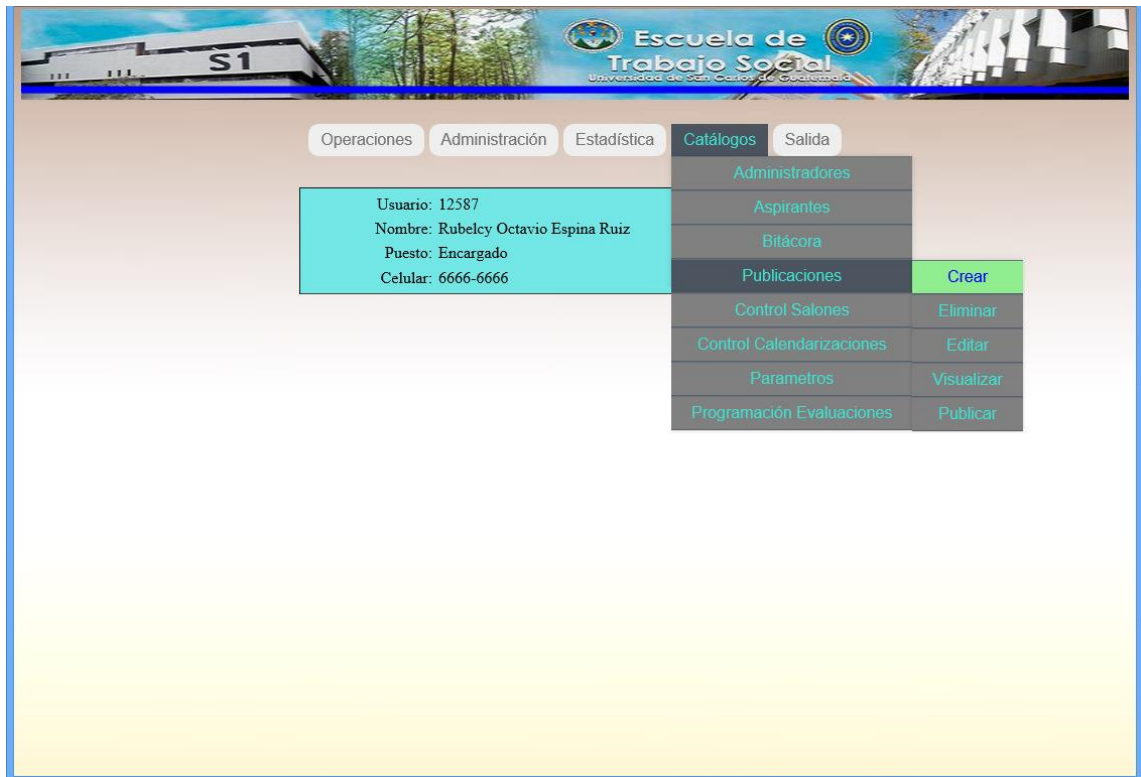 S1
Escuela de
Trabajo Social
Universidad de San Carlos de Guatemala
Operaciones Administración Estadística Catálogos Salida
Administradores
Usuario: 12587
Aspirantes
Nombre: Rubelcy Octavio Espina Ruiz
Bitácora
Puesto: Encargado
Celular: 6666-6666
Publicaciones Crear
Control Salones Eliminar
Control Calendarizaciones Editar
Parametros Visualizar
Programación Evaluaciones Publicar